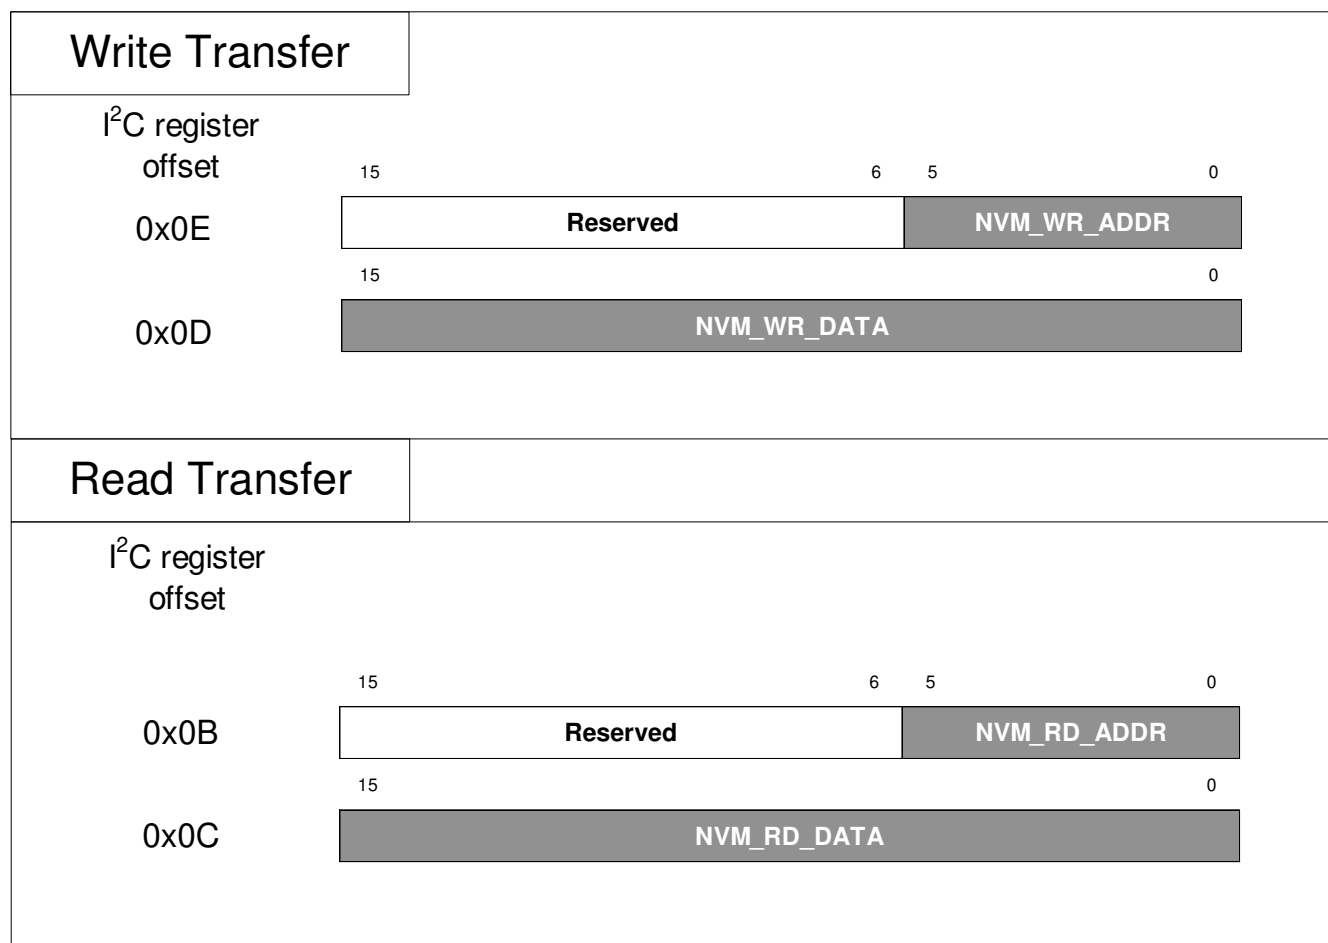 Write Transfer
I²C register
offset
15 6 5 0
0x0E Reserved NVM_WR_ADDR
15 0
0x0D NVM_WR_DATA
Read Transfer
I²C register
offset
15 6 5 0
0x0B Reserved NVM_RD_ADDR
15 0
0x0C NVM_RD_DATA